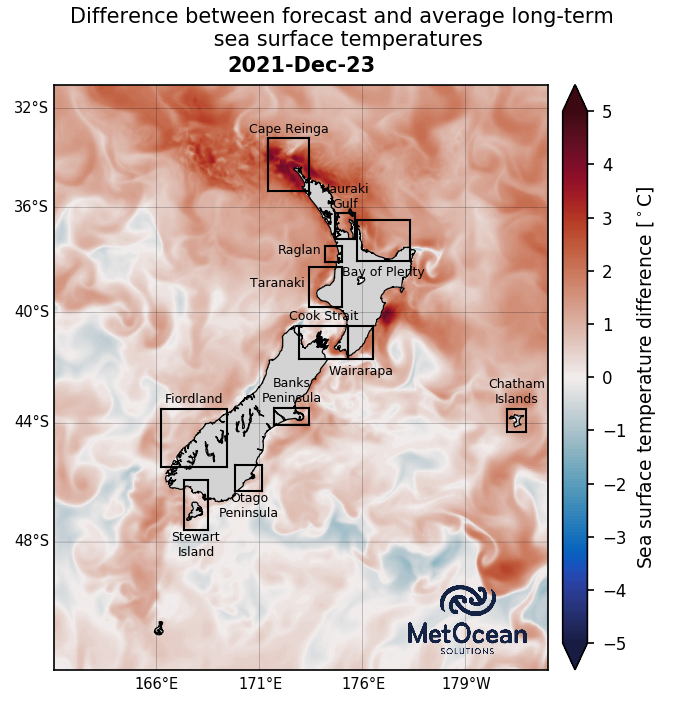 Difference between forecast and average long-term
sea surface temperatures
2021-Dec-23
32°S
36°S
40°S
44°S
48°S
Cape Reinga
Hauraki
Gulf
Raglan
Bay of Plenty
Taranaki
Cook Strait
Wairarapa
Banks
Peninsula
Fiordland
Chatham
Islands
Otago
Peninsula
Stewart
Island
MetOcean
SOLUTIONS
166°E
171°E
176°E
179°W
5
4
3
2
1
0
−1
−2
−3
−4
−5
Sea surface temperature difference [°C]